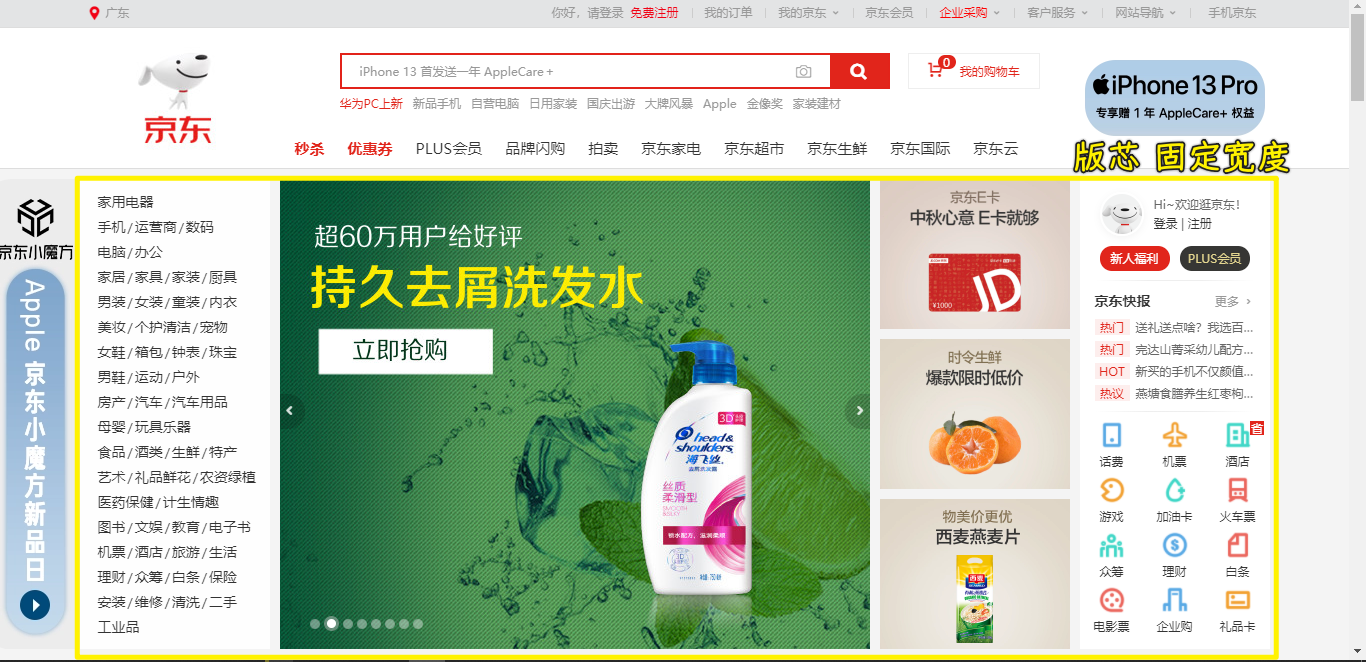 广东
你好，请登录 免费注册 我的订单 我的京东 京东会员 企业采购 客户服务 网站导航 手机京东
京东
iPhone 13 首发送一年 AppleCare +
0 我的购物车
华为PC上新 新品手机 自营电脑 日用家装 国庆出游 大牌风暴 Apple 金像奖 家装建材
iPhone 13 Pro
专享赠 1 年 AppleCare+ 权益
秒杀 优惠券 PLUS会员 品牌闪购 拍卖 京东家电 京东超市 京东生鲜 京东国际 京东云
版芯 固定宽度
京东小魔方
Apple 京东小魔方新品日
家用电器
手机/运营商/数码
电脑/办公
家居/家具/家装/厨具
男装/女装/童装/内衣
美妆/个护清洁/宠物
女鞋/箱包/钟表/珠宝
男鞋/运动/户外
房产/汽车/汽车用品
母婴/玩具乐器
食品/酒类/生鲜/特产
艺术/礼品鲜花/农资绿植
医药保健/计生情趣
图书/文娱/教育/电子书
机票/酒店/旅游/生活
理财/众筹/白条/保险
安装/维修/清洗/二手
工业品
超60万用户给好评
持久去屑洗发水
立即抢购
3D
head&
shoulders
海飞丝
丝质
柔滑型
SMOOTH
&SILKY
京东E卡
中秋心意 E卡就够
¥1000
JD
时令生鲜
爆款限时低价
物美价更优
西麦燕麦片
西麦
Hi~欢迎逛京东！
登录 | 注册
新人福利 PLUS会员
京东快报 更多
热门 送礼送点啥？我选百...
热门 完达山菁采幼儿配方...
HOT 新买的手机不仅颜值...
热议 燕塘食膳养生红枣枸...
省
话费 机票 酒店
游戏 加油卡 火车票
众筹 理财 白条
电影票 企业购 礼品卡